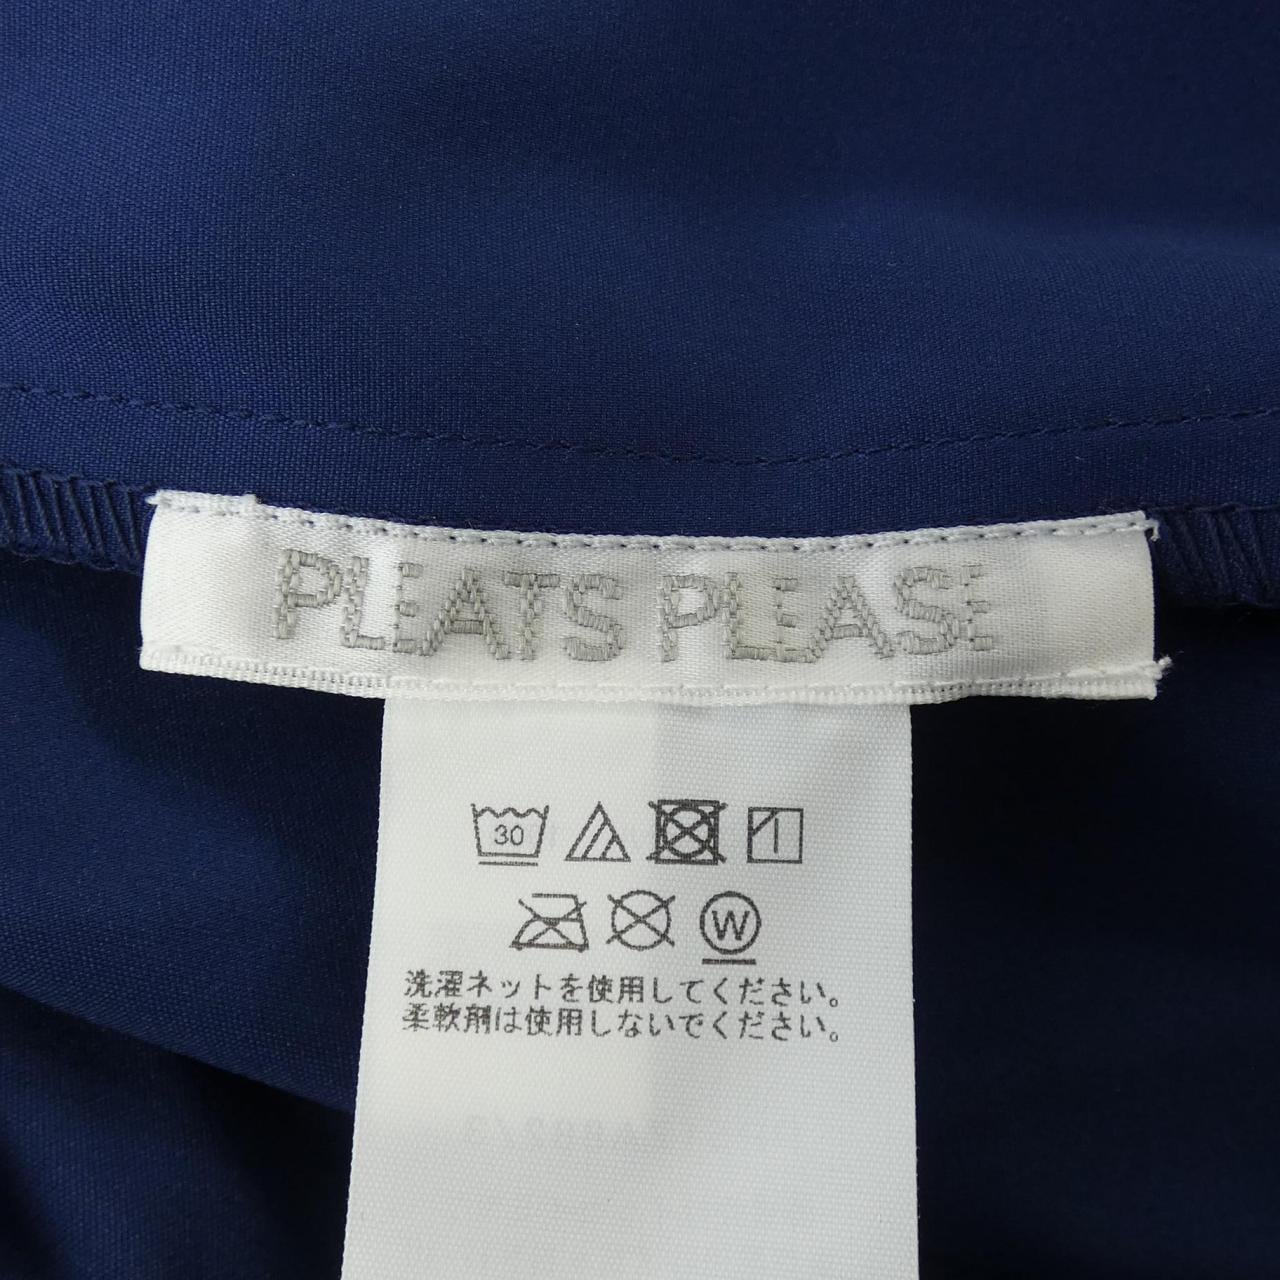 PLEATS PLEASE
30
W
洗濯ネットを使用してください。
柔軟剤は使用しないでください。